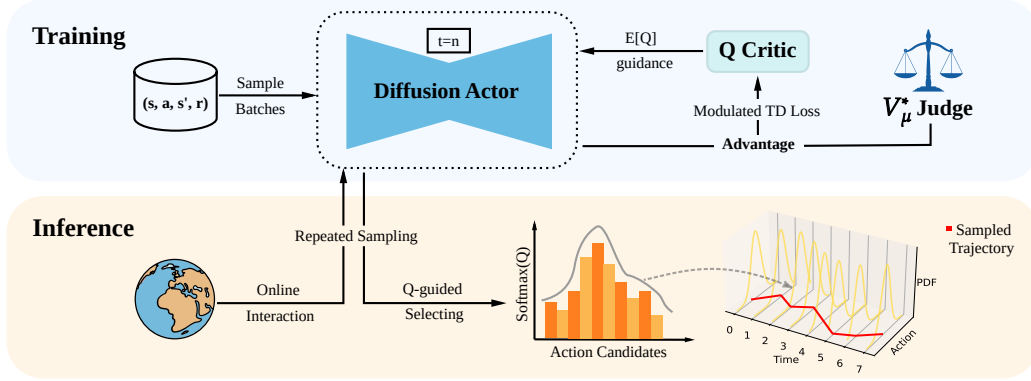 Training
(s, a, s', r)
Sample
Batches
t=n
Diffusion Actor
E[Q]
guidance
Q Critic
Modulated TD Loss
Advantage
V*μ Judge
Inference
Repeated Sampling
Online
Interaction
Q-guided
Selecting
Softmax(Q)
Action Candidates
Sampled
Trajectory
PDF
0 1 2 3 4 5 6 7
Time
Action